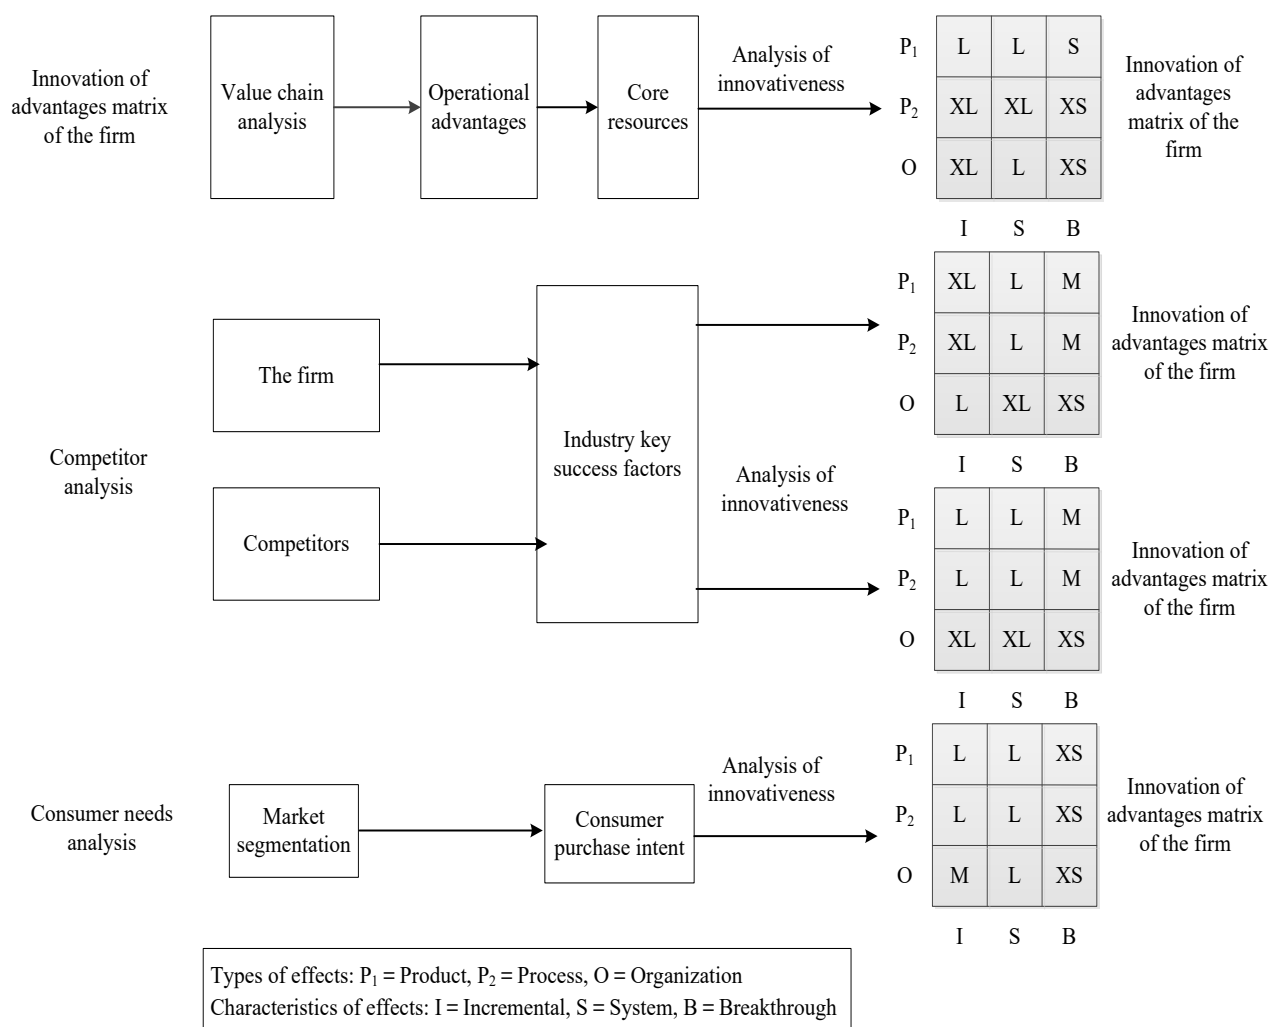 Innovation of
advantages matrix
of the firm
Value chain
analysis
Operational
advantages
Core
resources
Analysis of
innovativeness
P₁ L L S
P₂ XL XL XS
O XL L XS
I S B
Innovation of
advantages
matrix of the
firm
Competitor
analysis
The firm
Competitors
Industry key
success factors
Analysis of
innovativeness
P₁ XL L M
P₂ XL L M
O L XL XS
I S B
Innovation of
advantages matrix
of the firm
P₁ L L M
P₂ L L M
O XL XL XS
I S B
Innovation of
advantages matrix
of the firm
Consumer needs
analysis
Market
segmentation
Consumer
purchase intent
Analysis of
innovativeness
P₁ L L XS
P₂ L L XS
O M L XS
I S B
Innovation of
advantages matrix
of the firm
Types of effects: P₁ = Product, P₂ = Process, O = Organization
Characteristics of effects: I = Incremental, S = System, B = Breakthrough